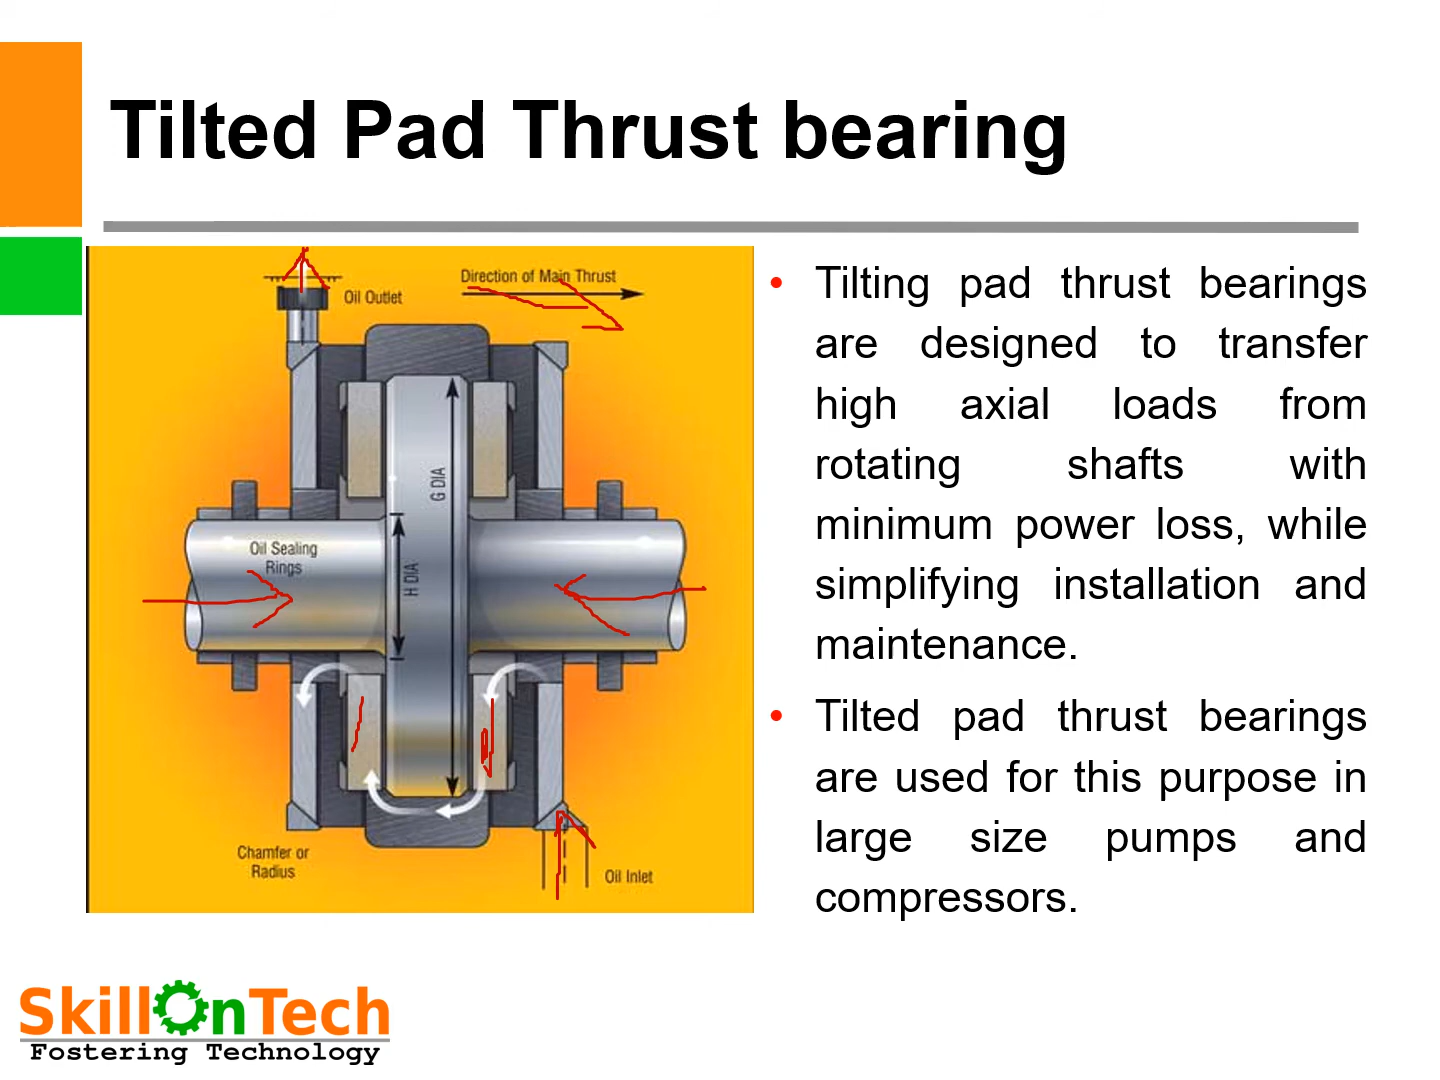 Tilted Pad Thrust bearing
Oil Outlet
Direction of Main Thrust
G DIA
Oil Sealing
Rings
H DIA
Chamfer or
Radius
Oil Inlet
• Tilting pad thrust bearings
are designed to transfer
high axial loads from
rotating shafts with
minimum power loss, while
simplifying installation and
maintenance.
• Tilted pad thrust bearings
are used for this purpose in
large size pumps and
compressors.
SkillOnTech
Fostering Technology